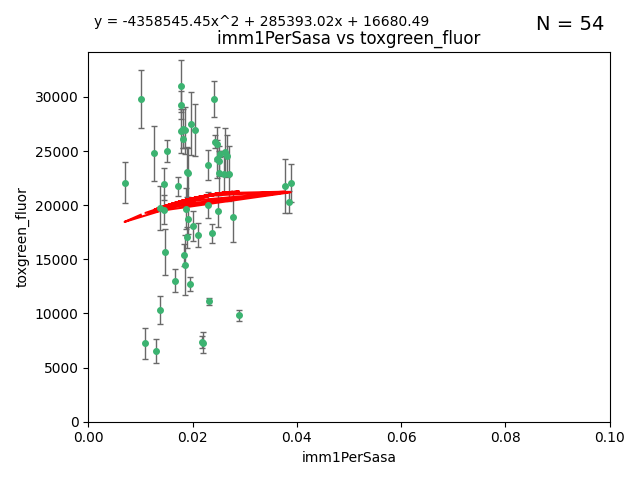 y = -4358545.45x^2 + 285393.02x + 16680.49
N = 54
imm1PerSasa vs toxgreen_fluor
30000
25000
20000
15000
10000
5000
0
toxgreen_fluor
0.00 0.02 0.04 0.06 0.08 0.10
imm1PerSasa